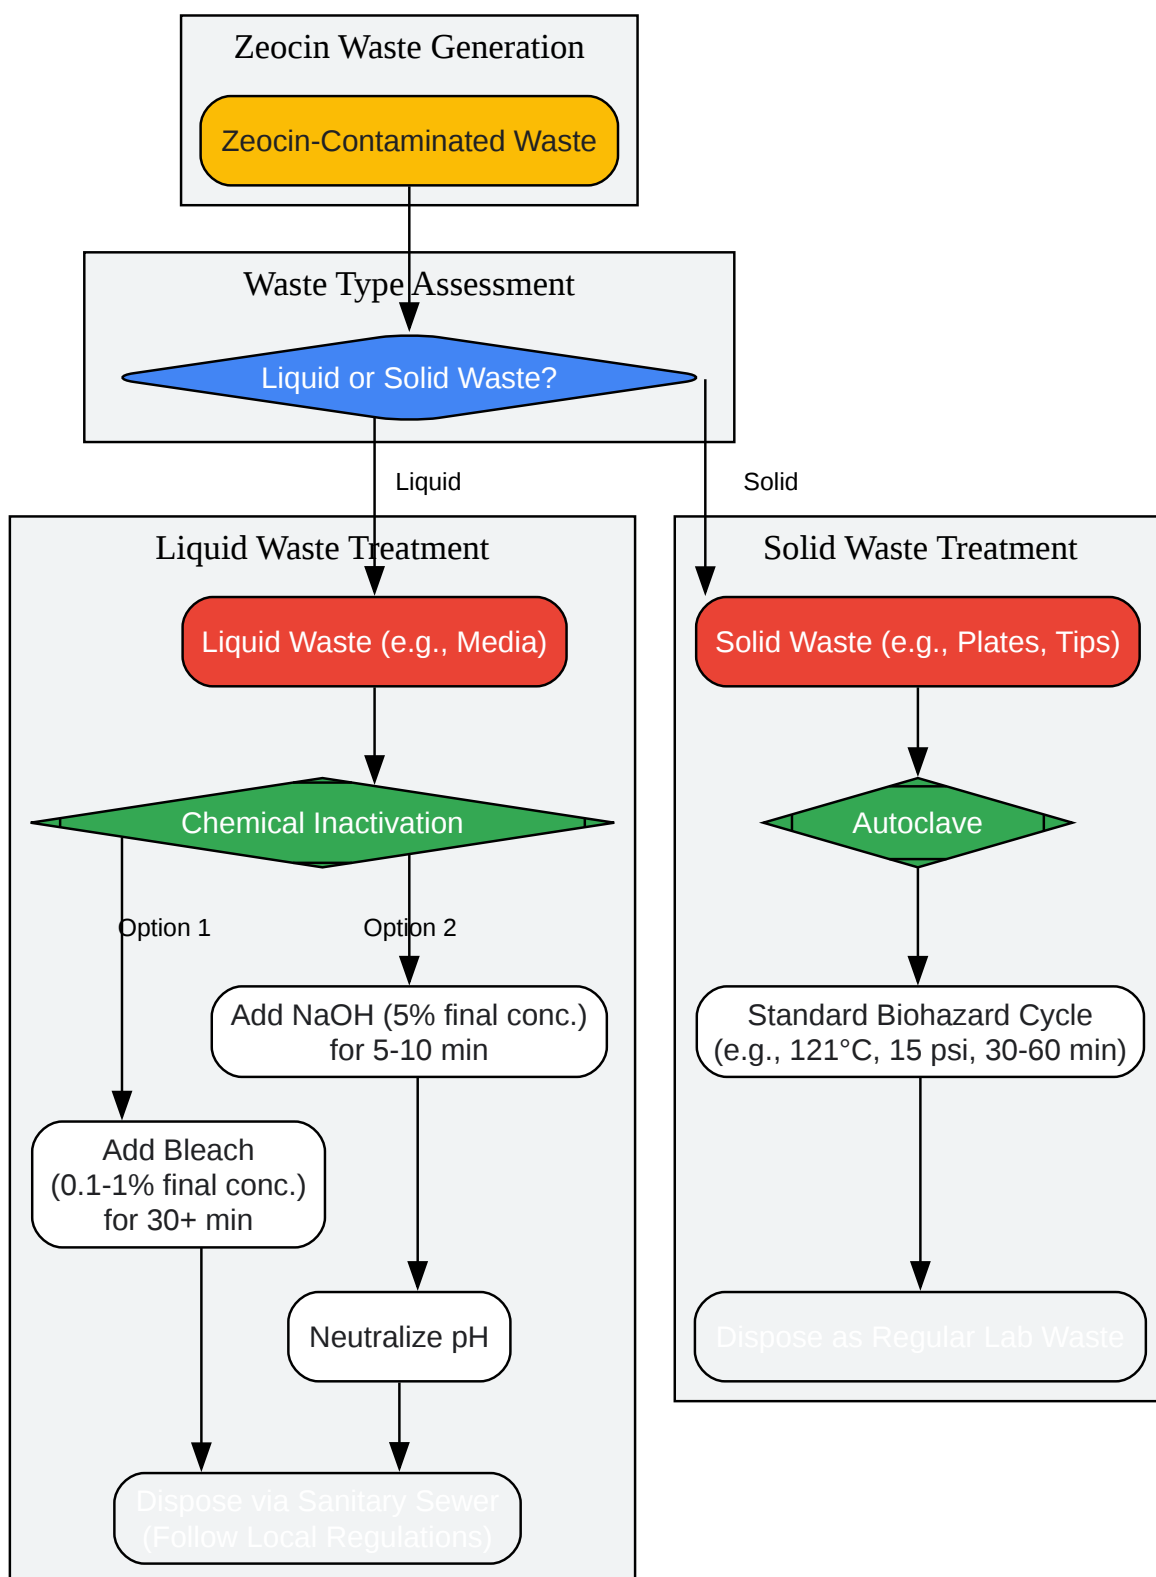 Zeocin Waste Generation
Zeocin-Contaminated Waste
Waste Type Assessment
Liquid or Solid Waste?
Liquid
Solid
Liquid Waste Treatment
Liquid Waste (e.g., Media)
Chemical Inactivation
Option 1
Option 2
Add NaOH (5% final conc.)
for 5-10 min
Add Bleach
(0.1-1% final conc.)
for 30+ min
Neutralize pH
Dispose via Sanitary Sewer
(Follow Local Regulations)
Solid Waste Treatment
Solid Waste (e.g., Plates, Tips)
Autoclave
Standard Biohazard Cycle
(e.g., 121°C, 15 psi, 30-60 min)
Dispose as Regular Lab Waste